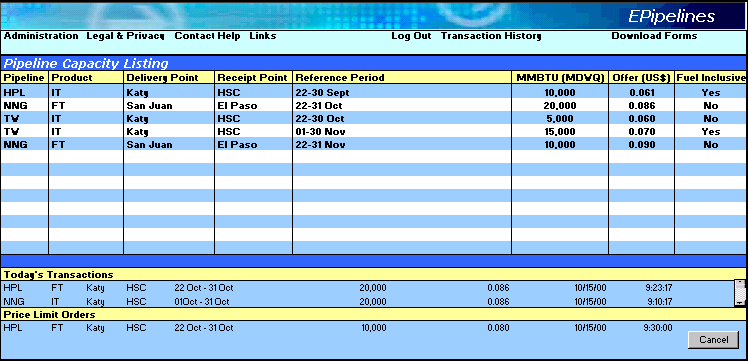 EPipelines
Administration Legal & Privacy Contact Help Links Log Out Transaction History Download Forms
Pipeline Capacity Listing
Pipeline Product Delivery Point Receipt Point Reference Period MMBTU (MDVQ) Offer (US$) Fuel Inclusive
HPL IT Katy HSC 22-30 Sept 10,000 0.061 Yes
NNG FT San Juan El Paso 22-31 Oct 20,000 0.086 No
TW IT Katy HSC 22-30 Oct 5,000 0.060 No
TW IT Katy HSC 01-30 Nov 15,000 0.070 Yes
NNG FT San Juan El Paso 22-31 Nov 10,000 0.090 No
Today's Transactions
HPL FT Katy HSC 22 Oct - 31 Oct 20,000 0.086 10/15/00 9:23:17
NNG IT Katy HSC 01Oct - 31 Oct 20,000 0.086 10/15/00 9:10:17
Price Limit Orders
HPL FT Katy HSC 22 Oct - 31 Oct 10,000 0.080 10/15/00 9:30:00
Cancel